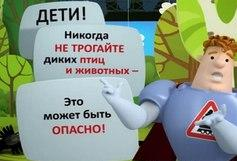 ДЕТИ!
Никогда
НЕ ТРОГАЙТЕ
диких птиц
и животных –
Это
может быть
ОПАСНО!